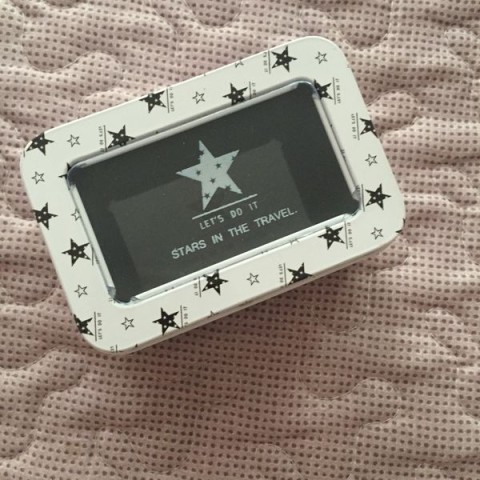 LET'S DO IT
STARS IN THE TRAVEL.